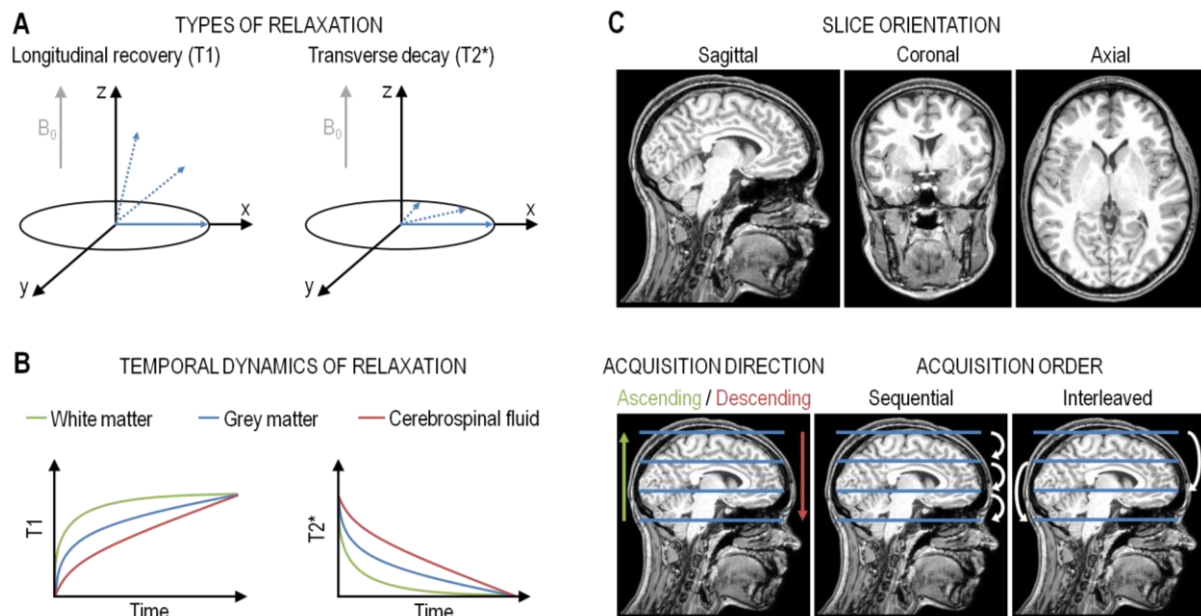 A
TYPES OF RELAXATION
Longitudinal recovery (T1)
Transverse decay (T2*)
B0
z
x
y
B0
z
x
y
B
TEMPORAL DYNAMICS OF RELAXATION
White matter
Grey matter
Cerebrospinal fluid
T1
Time
T2*
Time
C
SLICE ORIENTATION
Sagittal
Coronal
Axial
ACQUISITION DIRECTION
Ascending / Descending
ACQUISITION ORDER
Sequential
Interleaved